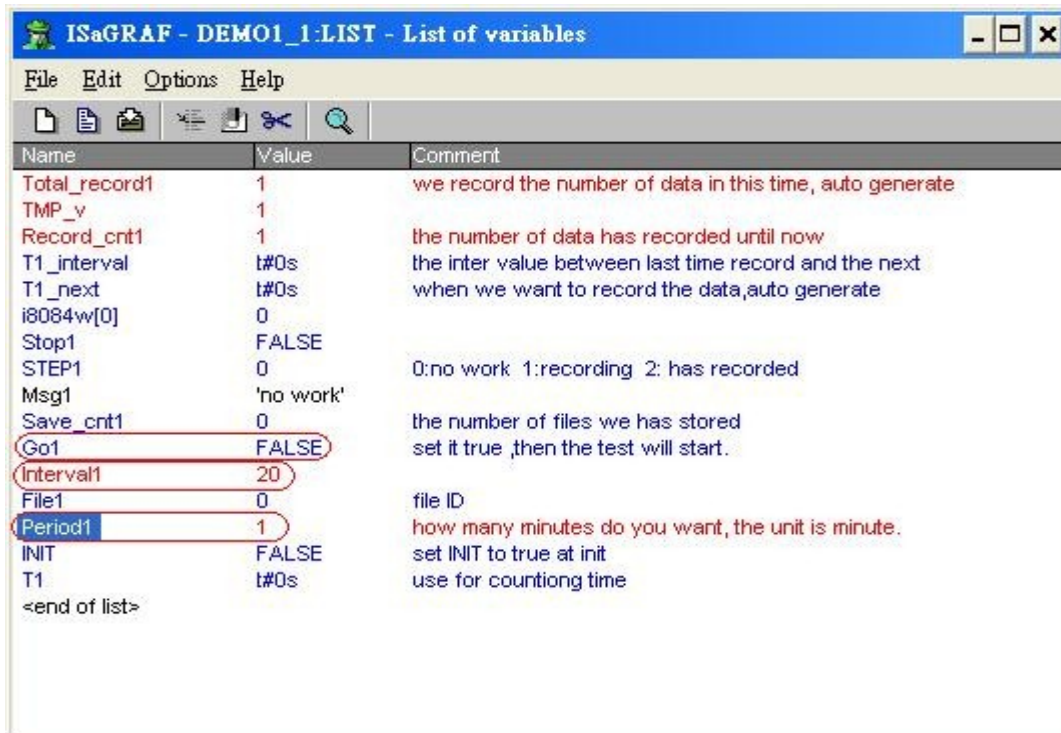 ISaGRAF - DEMO1_1:LIST - List of variables
File Edit Options Help
Name Value Comment
Total_record1 1 we record the number of data in this time, auto generate
TMP_v 1
Record_cnt1 1 the number of data has recorded until now
T1_interval t#0s the inter value between last time record and the next
T1_next t#0s when we want to record the data,auto generate
i8084w[0] 0
Stop1 FALSE
STEP1 0 0:no work 1:recording 2: has recorded
Msg1 'no work'
Save_cnt1 0 the number of files we has stored
Go1 FALSE set it true ,then the test will start.
Interval1 20
File1 0 file ID
Period1 1 how many minutes do you want, the unit is minute.
INIT FALSE set INIT to true at init
T1 t#0s use for countiong time
<end of list>